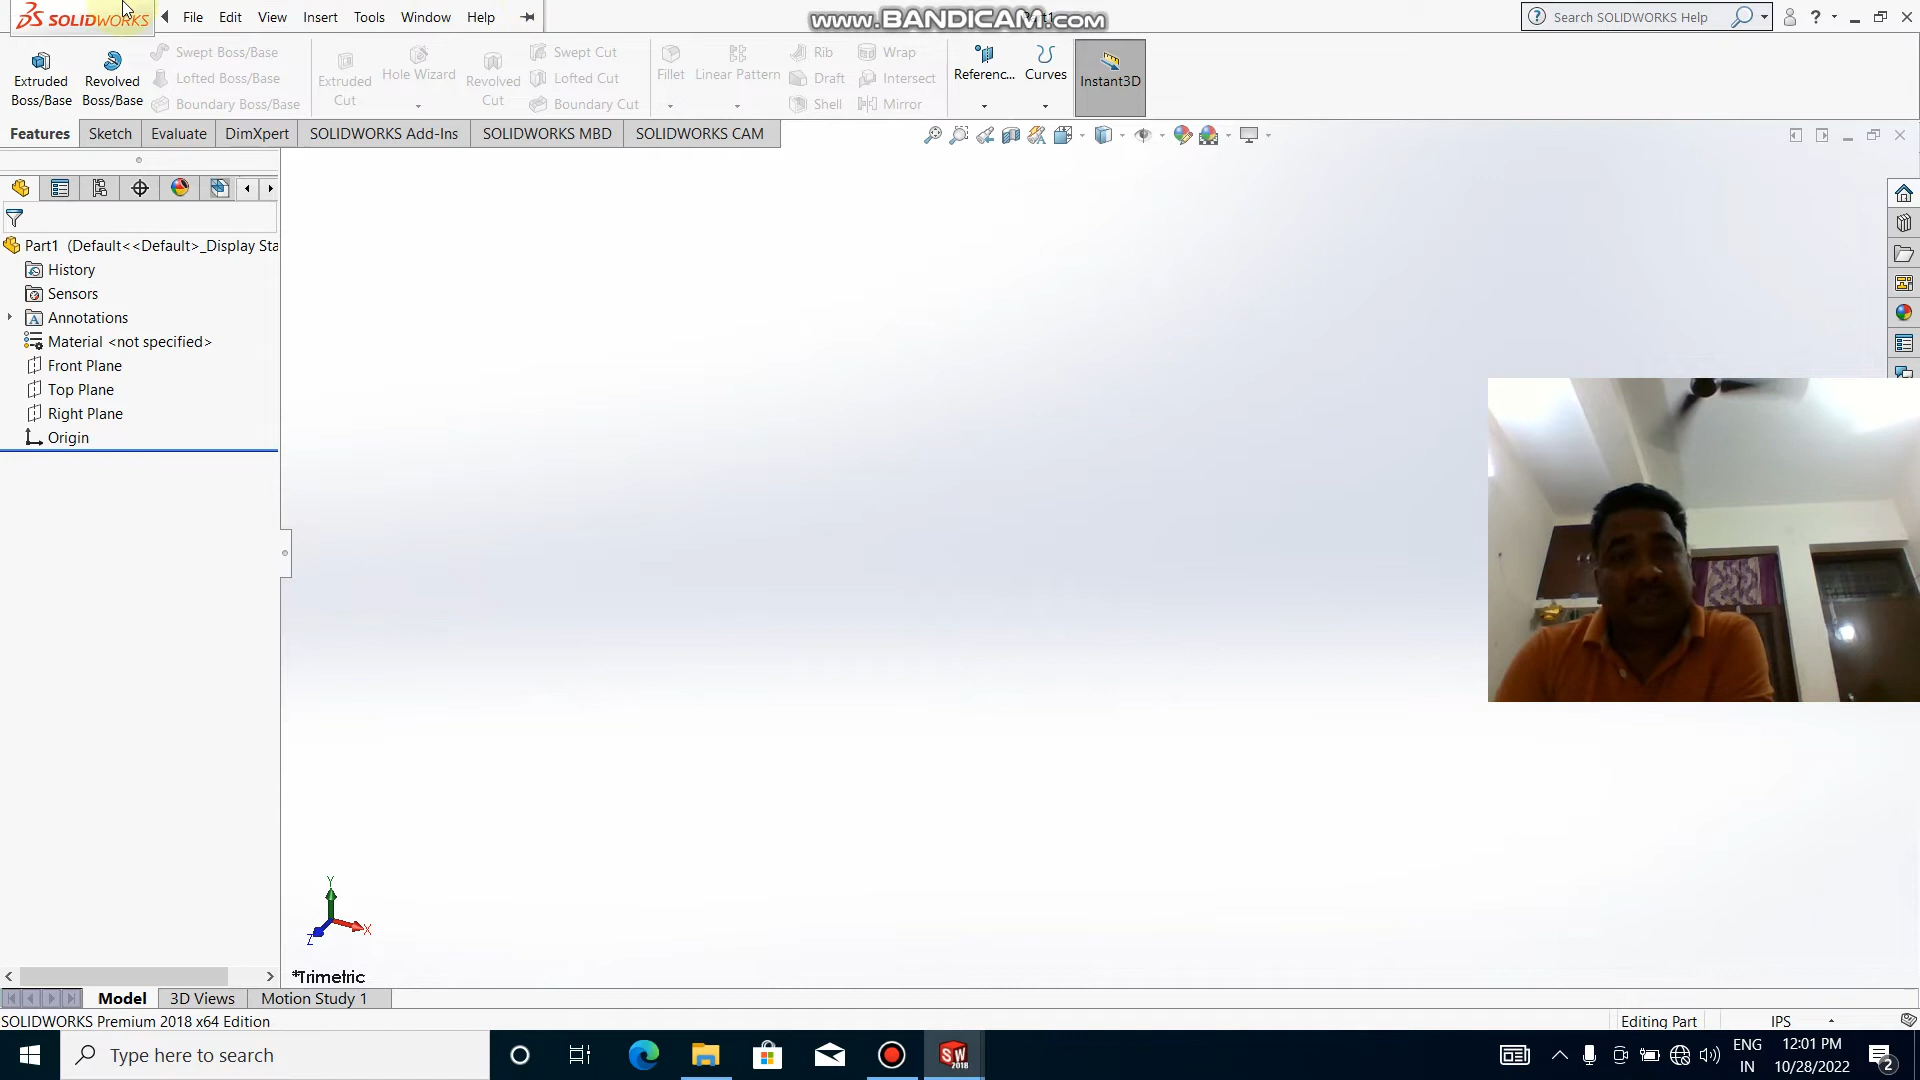 SOLIDWORKS File Edit View Insert Tools Window Help www.BANDICAM.com Search SOLIDWORKS Help ?
Extruded Boss/Base
Revolved Boss/Base
Swept Boss/Base
Lofted Boss/Base
Boundary Boss/Base
Extruded Cut
Hole Wizard
Revolved Cut
Swept Cut
Lofted Cut
Boundary Cut
Fillet
Linear Pattern
Rib
Draft
Shell
Wrap
Intersect
Mirror
Referenc...
Curves
Instant3D
Features Sketch Evaluate DimXpert SOLIDWORKS Add-Ins SOLIDWORKS MBD SOLIDWORKS CAM
Part1 (Default<<Default>_Display Sta
History
Sensors
A Annotations
Material <not specified>
Front Plane
Top Plane
Right Plane
Origin
Y
X
Z
*Trimetric
Model 3D Views Motion Study 1
SOLIDWORKS Premium 2018 x64 Edition Editing Part IPS
Type here to search
SW
2018
ENG
IN
12:01 PM
10/28/2022
2